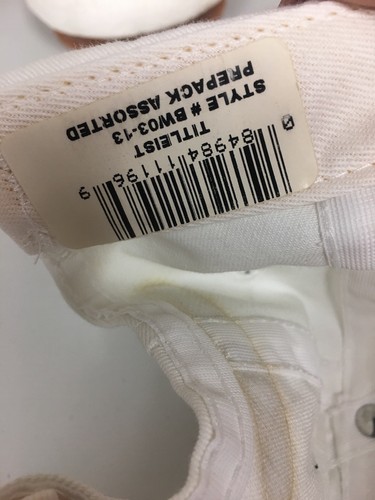 0 84984 11196 9
TITLEIST
STYLE # BW03-13
PREPACK ASSORTED